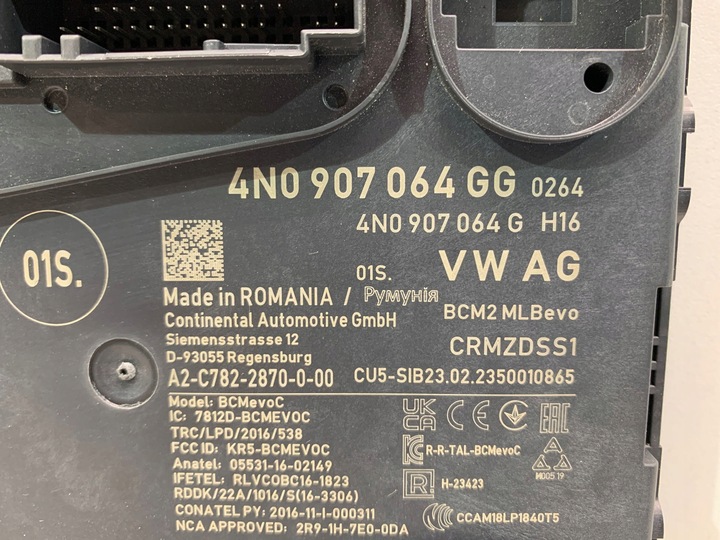 4N0 907 064 GG 0264
4N0 907 064 G H16
01S.
01S. VW AG
Made in ROMANIA / Румунія
Continental Automotive GmbH
BCM2 MLBevo
Siemensstrasse 12
D-93055 Regensburg
CRMZDSS1
A2-C782-2870-0-00
CU5-SIB23.02.2350010865
Model: BCMevoC
IC: 7812D-BCMEVOC
TRC/LPD/2016/538
FCC ID: KR5-BCMEVOC
Anatel: 05531-16-02149
IFETEL: RLVCOBC16-1823
RDDK/22A/1016/S(16-3306)
CONATEL PY: 2016-11-I-000311
NCA APPROVED: 2R9-1H-7E0-0DA
UK CA CE EAC
R-R-TAL-BCMevoC
M005.19
R! H-23423
CCAM18LP1840T5